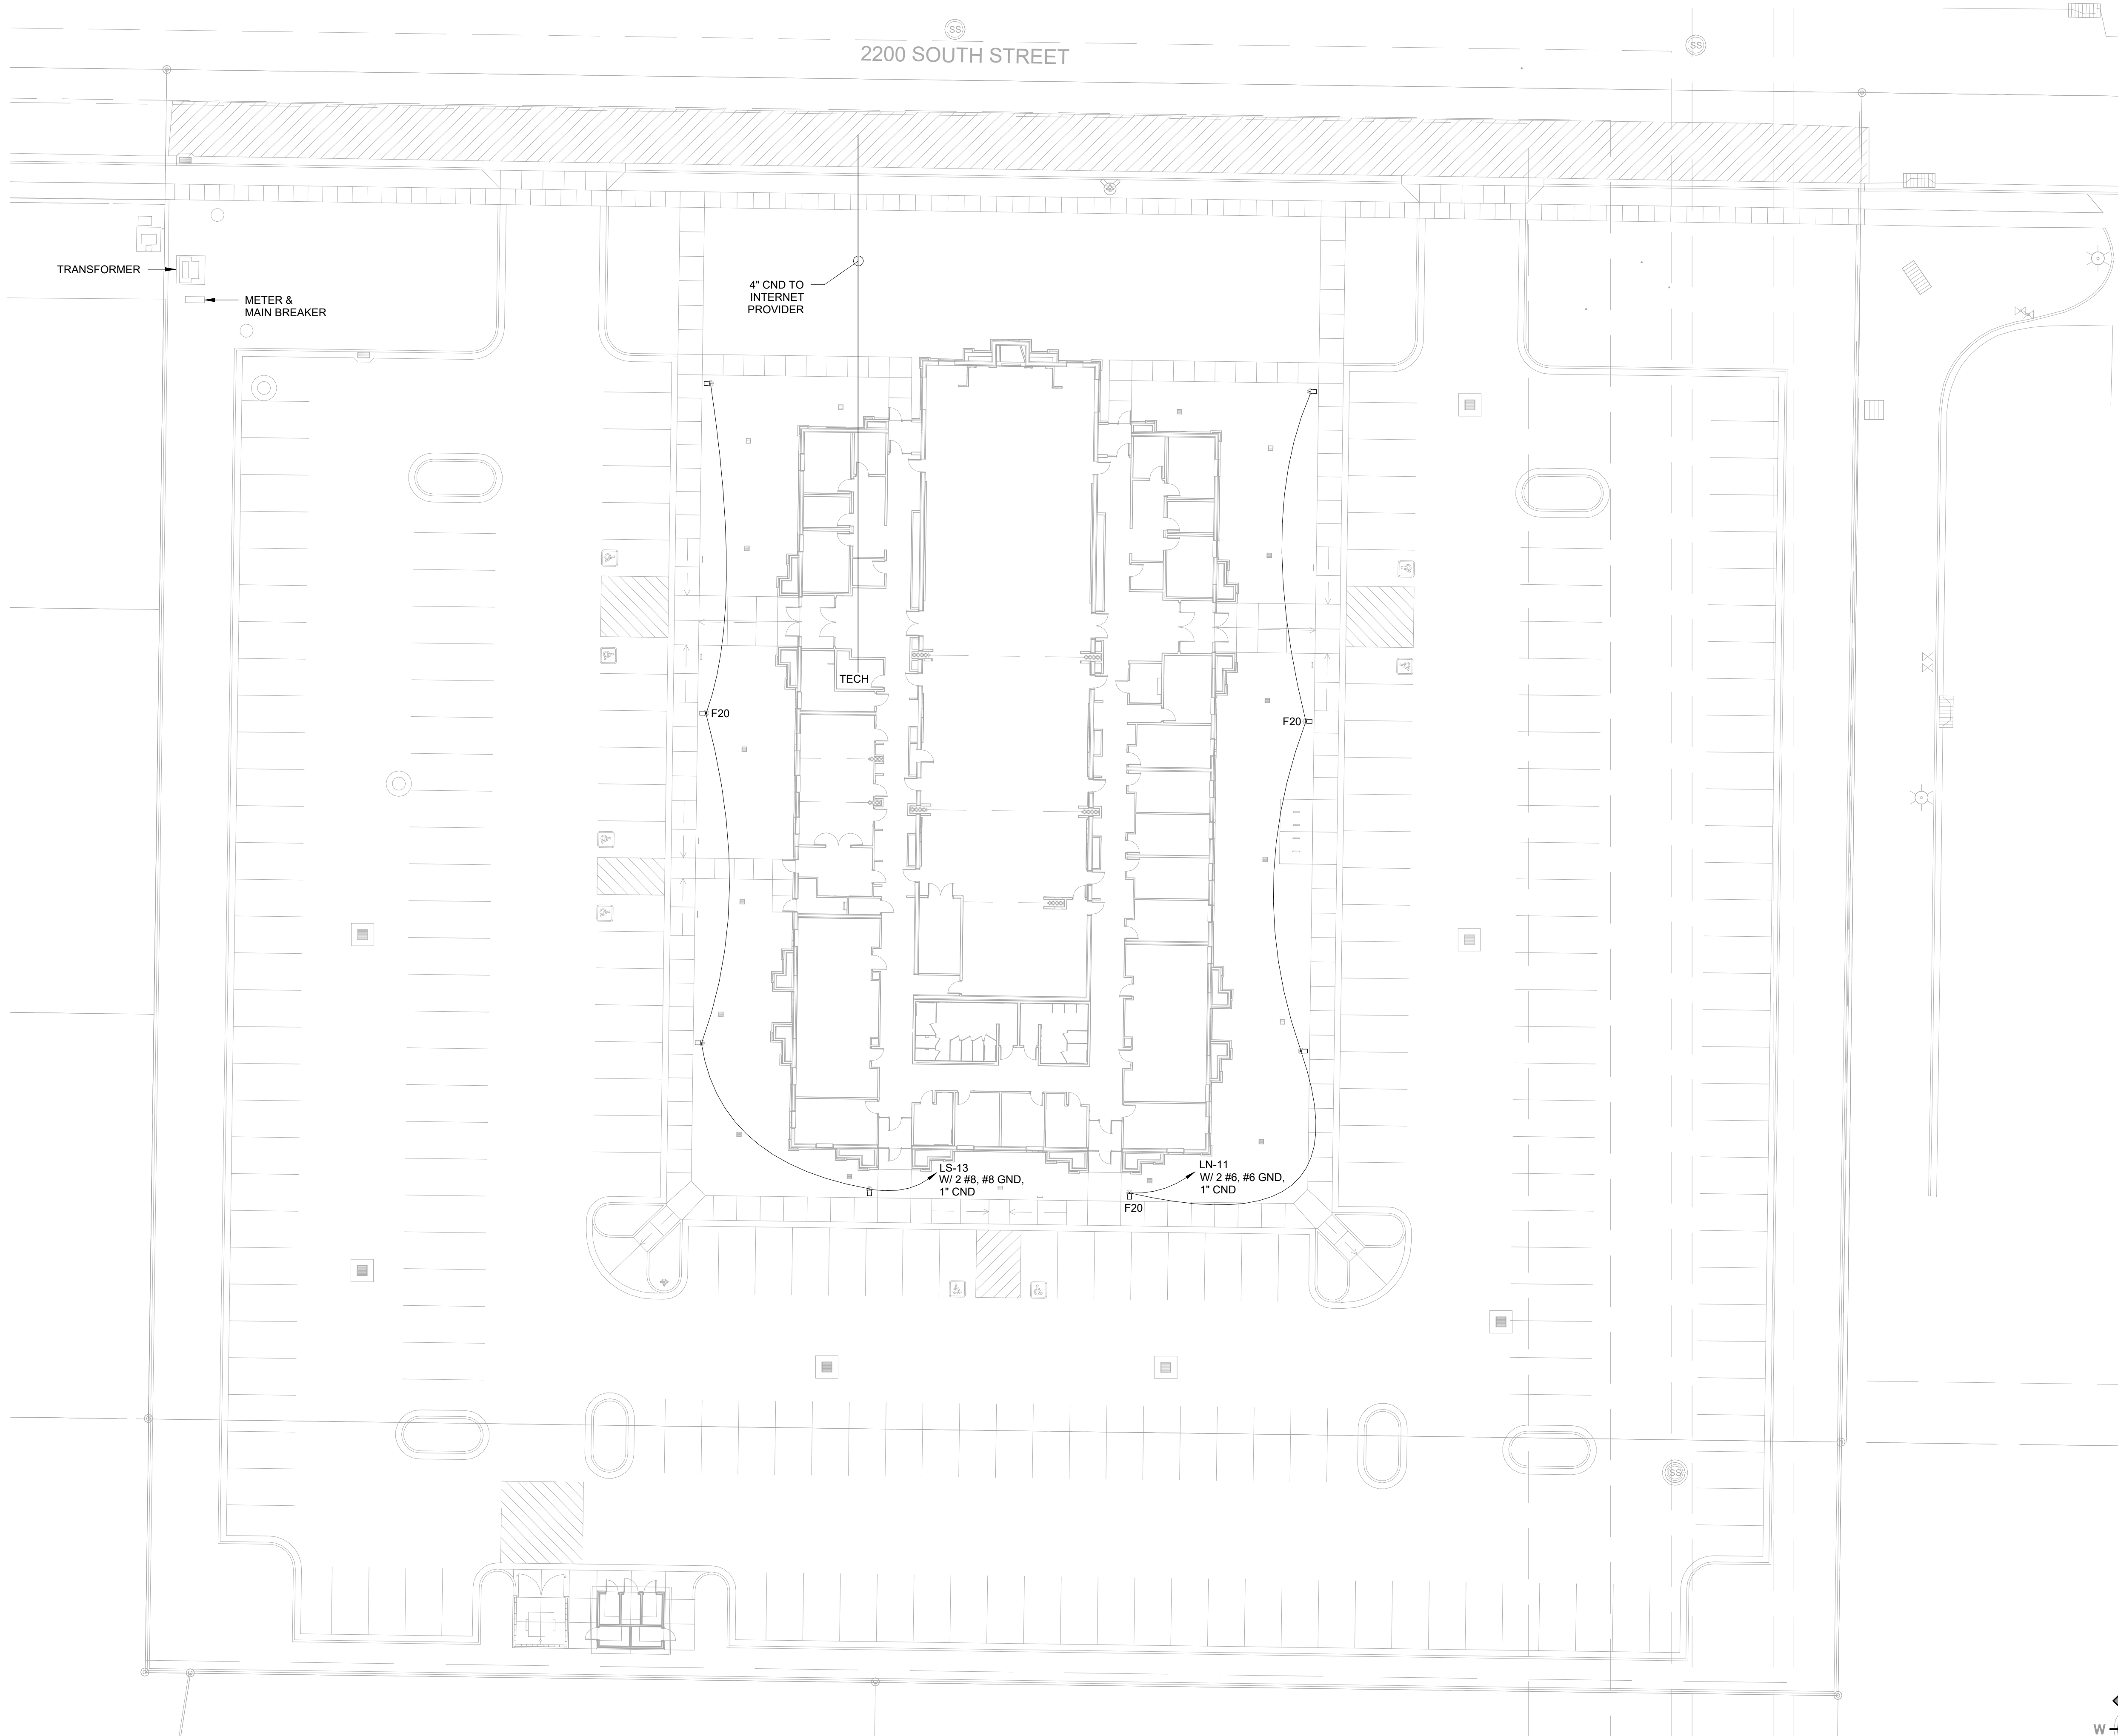 SS
SS
2200 SOUTH STREET
TRANSFORMER
METER &
MAIN BREAKER
4" CND TO
INTERNET
PROVIDER
TECH
F20
F20
LS-13
W/ 2 #8, #8 GND,
1" CND
LN-11
W/ 2 #6, #6 GND,
1" CND
F20
SS
W